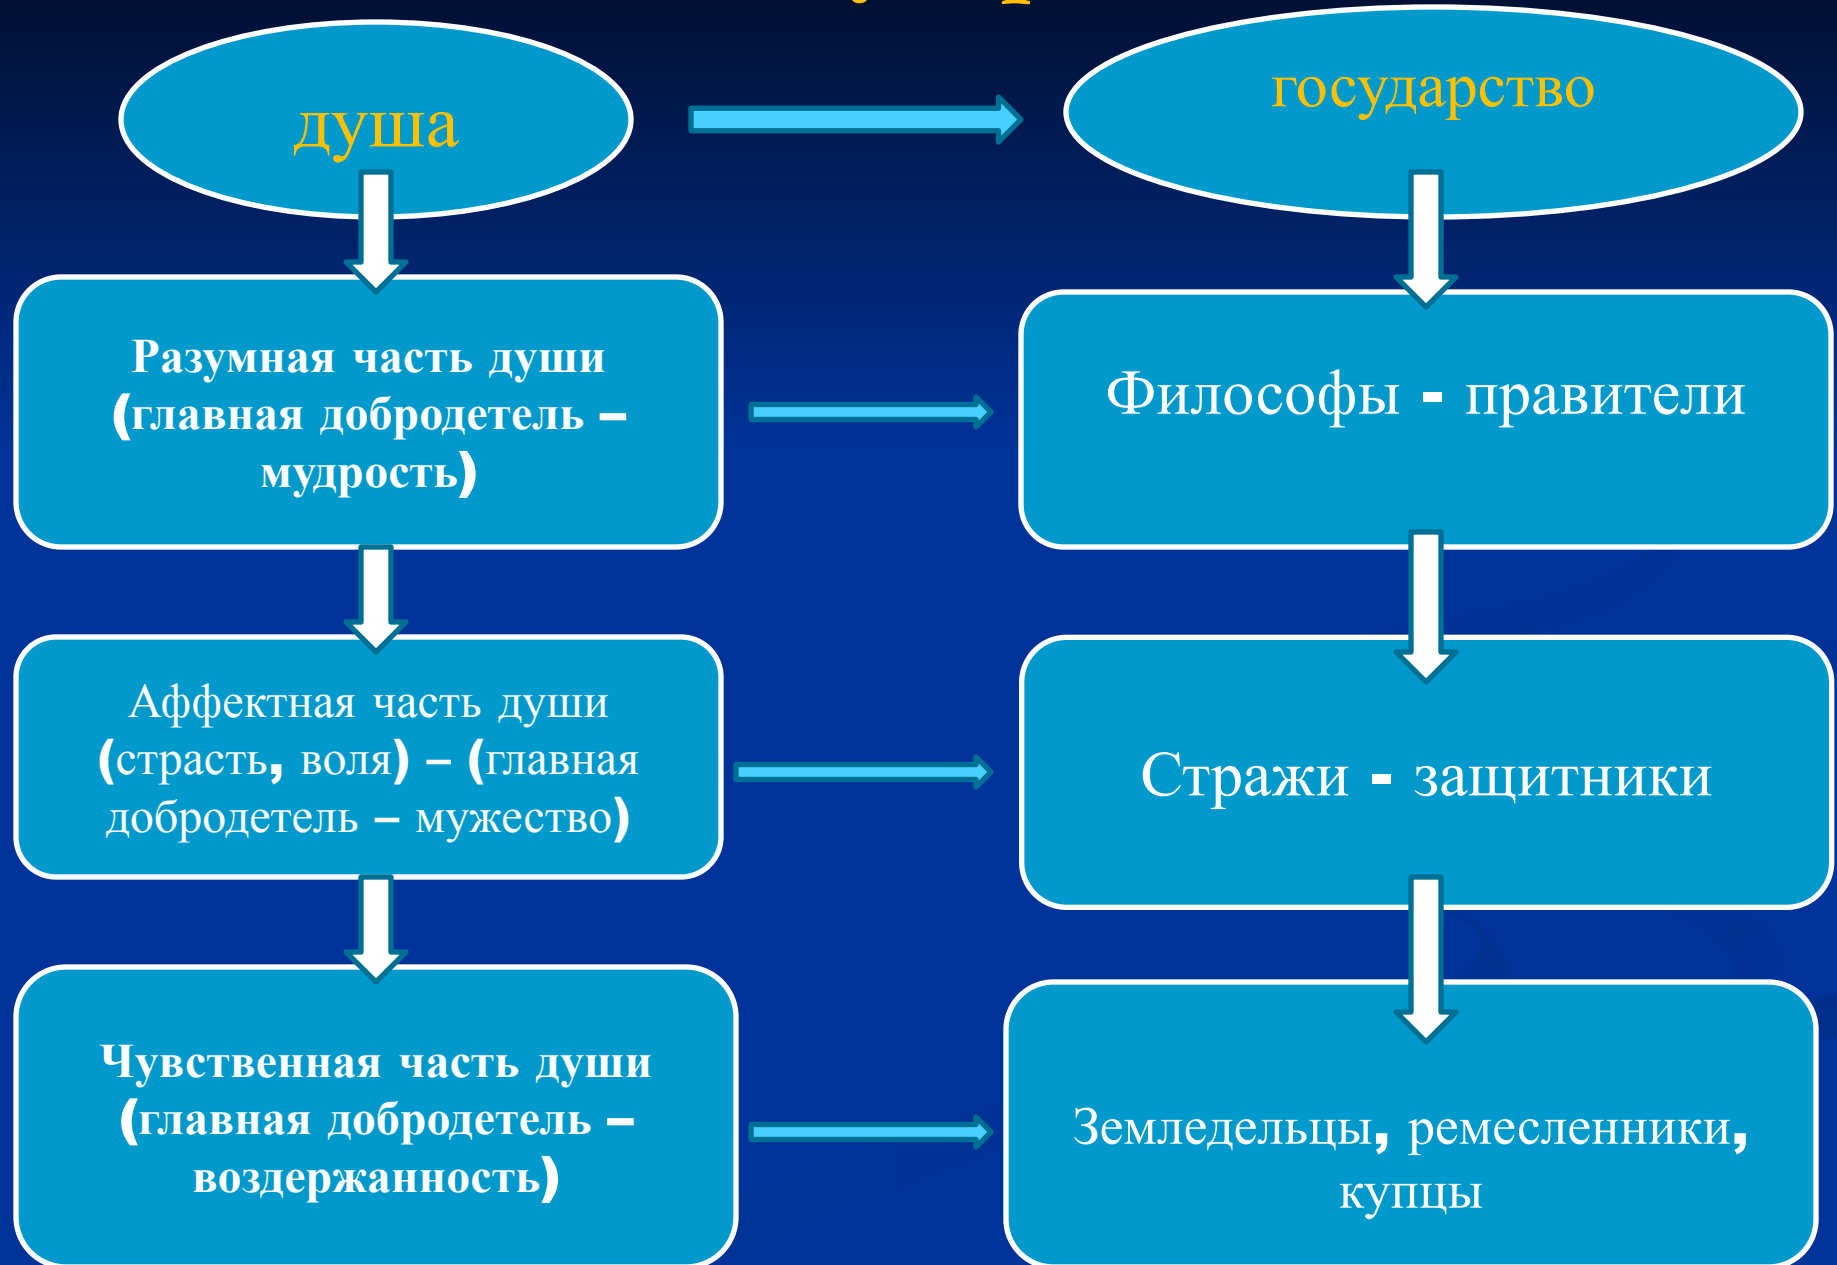 душа
государство
Разумная часть души
(главная добродетель –
мудрость)
Философы - правители
Аффектная часть души
(страсть, воля) – (главная
добродетель – мужество)
Стражи - защитники
Чувственная часть души
(главная добродетель –
воздержанность)
Земледельцы, ремесленники,
купцы